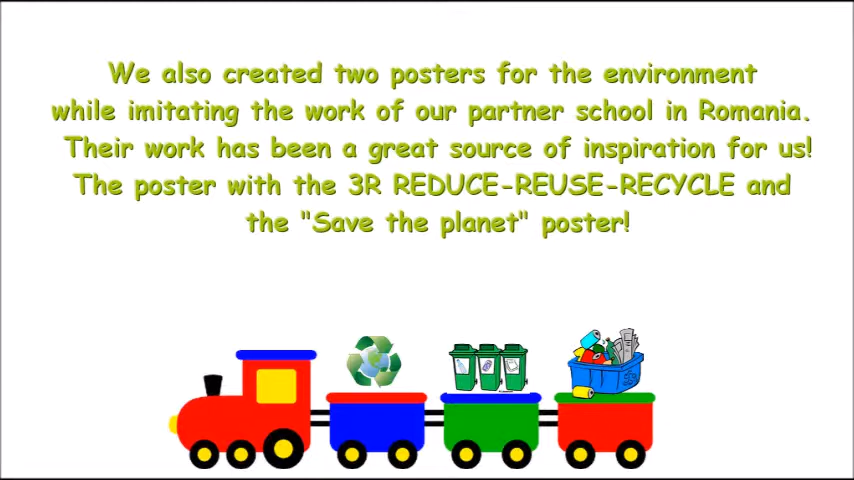 We also created two posters for the environment
while imitating the work of our partner school in Romania.
Their work has been a great source of inspiration for us!
The poster with the 3R REDUCE-REUSE-RECYCLE and
the "Save the planet" poster!